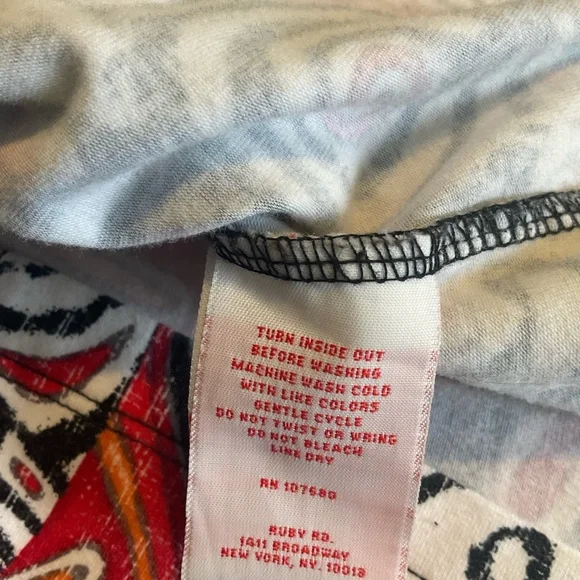 TURN INSIDE OUT
BEFORE WASHING
MACHINE WASH COLD
WITH LIKE COLORS
GENTLE CYCLE
DO NOT TWIST OR WRING
DO NOT BLEACH
LINE DRY
RN 107680
RUBY RD.
1411 BROADWAY
NEW YORK, NY. 10018